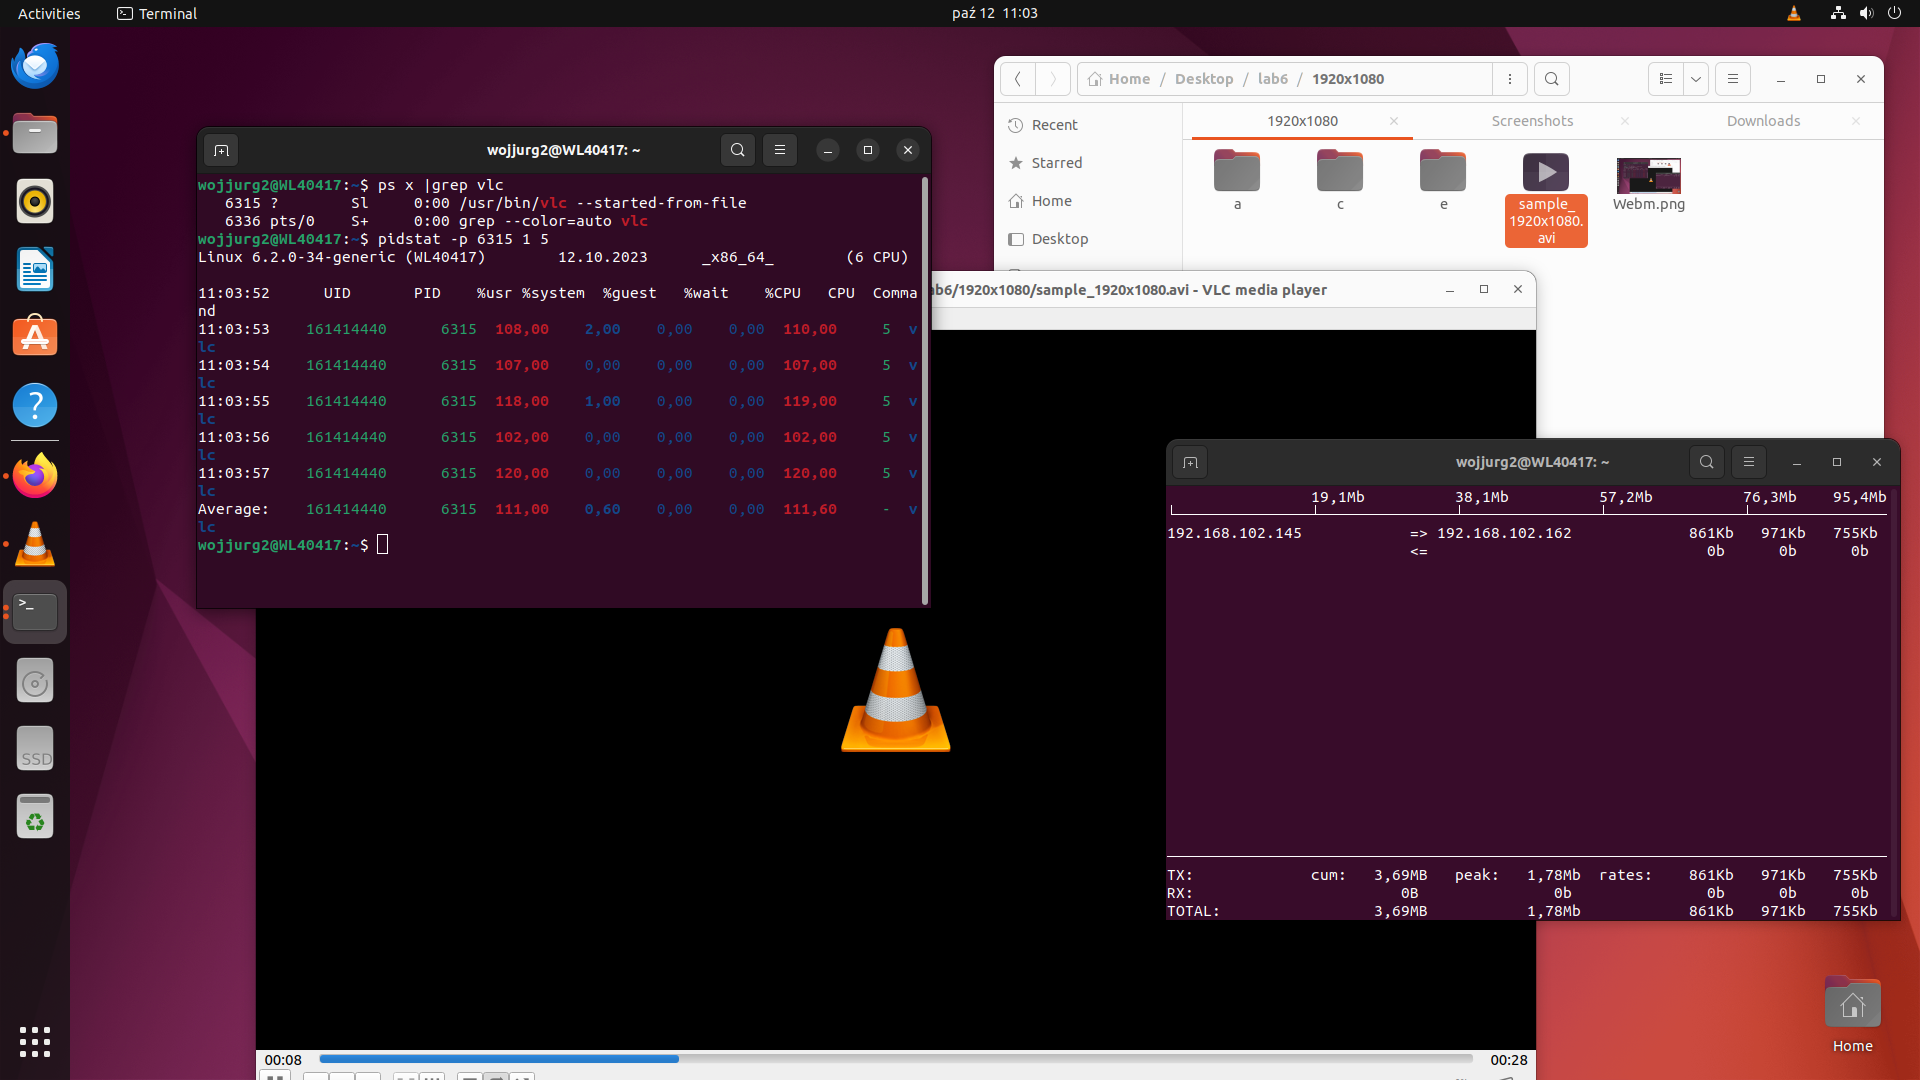 Activities
Terminal
paź 12 11:03
Home / Desktop / lab6 / 1920x1080
1920x1080
Screenshots
Downloads
Recent
Starred
Home
Desktop
a
c
e
sample_
1920x1080.
avi
Webm.png
wojjurg2@WL40417: ~
wojjurg2@WL40417:~$ ps x |grep vlc
6315 ? Sl 0:00 /usr/bin/vlc --started-from-file
6336 pts/0 S+ 0:00 grep --color=auto vlc
wojjurg2@WL40417:~$ pidstat -p 6315 1 5
Linux 6.2.0-34-generic (WL40417) 12.10.2023 _x86_64_ (6 CPU)
11:03:52 UID PID %usr %system %guest %wait %CPU CPU Comma
nd
11:03:53 161414440 6315 108,00 2,00 0,00 0,00 110,00 5 v
lc
11:03:54 161414440 6315 107,00 0,00 0,00 0,00 107,00 5 v
lc
11:03:55 161414440 6315 118,00 1,00 0,00 0,00 119,00 5 v
lc
11:03:56 161414440 6315 102,00 0,00 0,00 0,00 102,00 5 v
lc
11:03:57 161414440 6315 120,00 0,00 0,00 0,00 120,00 5 v
lc
Average: 161414440 6315 111,00 0,60 0,00 0,00 111,60 - v
lc
wojjurg2@WL40417:~$
ab6/1920x1080/sample_1920x1080.avi - VLC media player
wojjurg2@WL40417: ~
19,1Mb 38,1Mb 57,2Mb 76,3Mb 95,4Mb
192.168.102.145 => 192.168.102.162 861Kb 971Kb 755Kb
<= 0b 0b 0b
TX: cum: 3,69MB peak: 1,78Mb rates: 861Kb 971Kb 755Kb
RX: 0B 0b 0b 0b 0b
TOTAL: 3,69MB 1,78Mb 861Kb 971Kb 755Kb
SSD
Home
00:08
00:28